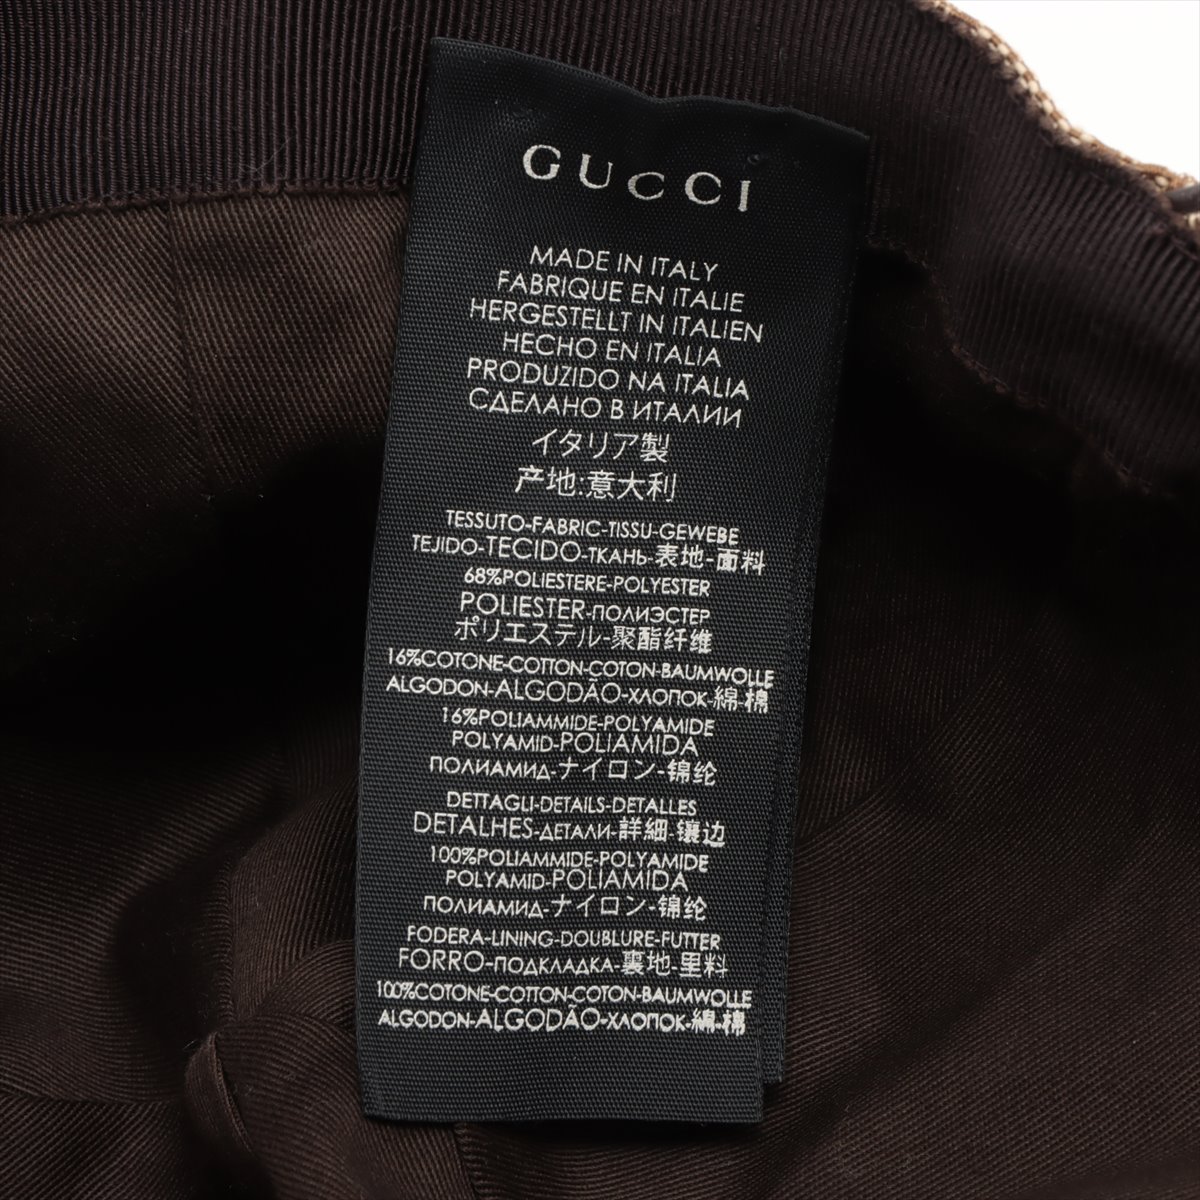 GUCCI
MADE IN ITALY
FABRIQUE EN ITALIE
HERGESTELLT IN ITALIEN
HECHO EN ITALIA
PRODUZIDO NA ITALIA
СДЕЛАНО В ИТАЛИИ
イタリア製
产地:意大利
TESSUTO-FABRIC-TISSU-GEWEBE
TEJIDO-TECIDO-ТКАНЬ-表地-面料
68%POLIESTERE-POLYESTER
POLIESTER-ПОЛИЭСТЕР
ポリエステル-聚酯纤维
16%COTONE-COTTON-COTON-BAUMWOLLE
ALGODON-ALGODÃO-ХЛОПОК-綿-棉
16%POLIAMMIDE-POLYAMIDE
POLYAMID-POLIAMIDA
ПОЛИАМИД-ナイロン-锦纶
DETTAGLI-DETAILS-DETALLES
DETALHES-ДЕТАЛИ-詳細-镶边
100%POLIAMMIDE-POLYAMIDE
POLYAMID-POLIAMIDA
ПОЛИАМИД-ナイロン-锦纶
FODERA-LINING-DOUBLURE-FUTTER
FORRO-ПОДКЛАДКА-裏地-里料
100%COTONE-COTTON-COTON-BAUMWOLLE
ALGODON-ALGODÃO-ХЛОПОК-綿-棉